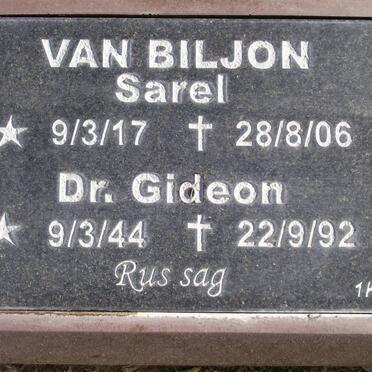 VAN BILJON
Sarel
★ 9/3/17 ✝ 28/8/06
Dr. Gideon
★ 9/3/44 ✝ 22/9/92
Rus sag